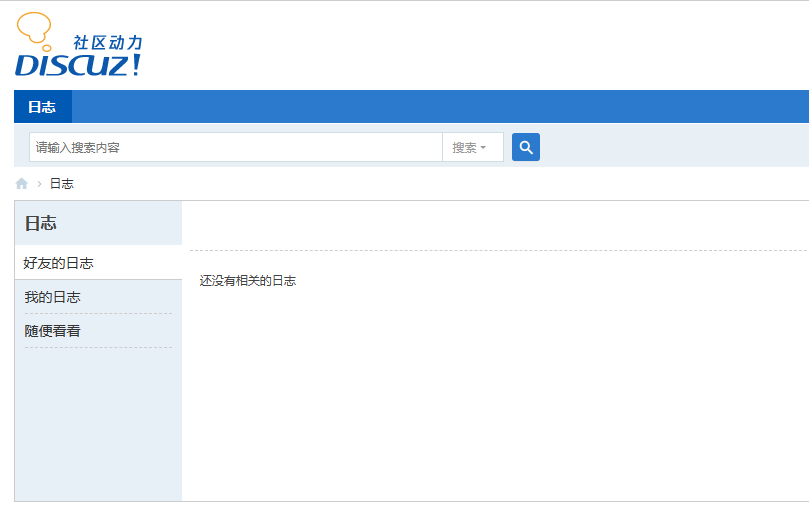 社区动力
DISCUZ!
日志
请输入搜索内容 搜索
日志
日志
好友的日志
我的日志
随便看看
还没有相关的日志